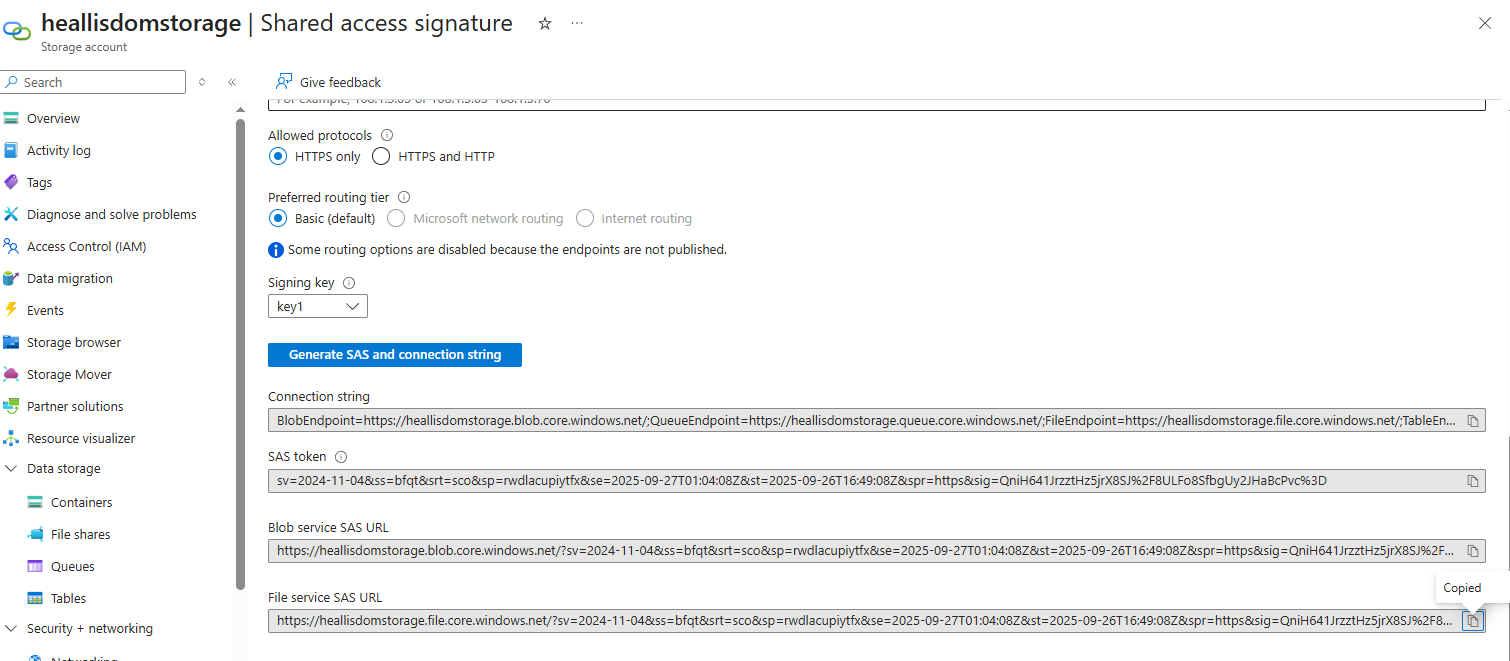 heallisdomstorage | Shared access signature
Storage account
Search
Give feedback
Overview
Activity log
Tags
Diagnose and solve problems
Access Control (IAM)
Data migration
Events
Storage browser
Storage Mover
Partner solutions
Resource visualizer
Data storage
Containers
File shares
Queues
Tables
Security + networking
Networking
Allowed protocols
HTTPS only HTTPS and HTTP
Preferred routing tier
Basic (default) Microsoft network routing Internet routing
Some routing options are disabled because the endpoints are not published.
Signing key
key1
Generate SAS and connection string
Connection string
BlobEndpoint=https://heallisdomstorage.blob.core.windows.net/;QueueEndpoint=https://heallisdomstorage.queue.core.windows.net/;FileEndpoint=https://heallisdomstorage.file.core.windows.net/;TableEn...
SAS token
sv=2024-11-04&ss=bfqt&srt=sco&sp=rwdlacupiytfx&se=2025-09-27T01:04:08Z&st=2025-09-26T16:49:08Z&spr=https&sig=QniH641JrzztHz5jrX8SJ%2F8ULFo8SfbgUy2JHaBcPvc%3D
Blob service SAS URL
https://heallisdomstorage.blob.core.windows.net/?sv=2024-11-04&ss=bfqt&srt=sco&sp=rwdlacupiytfx&se=2025-09-27T01:04:08Z&st=2025-09-26T16:49:08Z&spr=https&sig=QniH641JrzztHz5jrX8SJ%2F...
Copied
File service SAS URL
https://heallisdomstorage.file.core.windows.net/?sv=2024-11-04&ss=bfqt&srt=sco&sp=rwdlacupiytfx&se=2025-09-27T01:04:08Z&st=2025-09-26T16:49:08Z&spr=https&sig=QniH641JrzztHz5jrX8SJ%2F8...